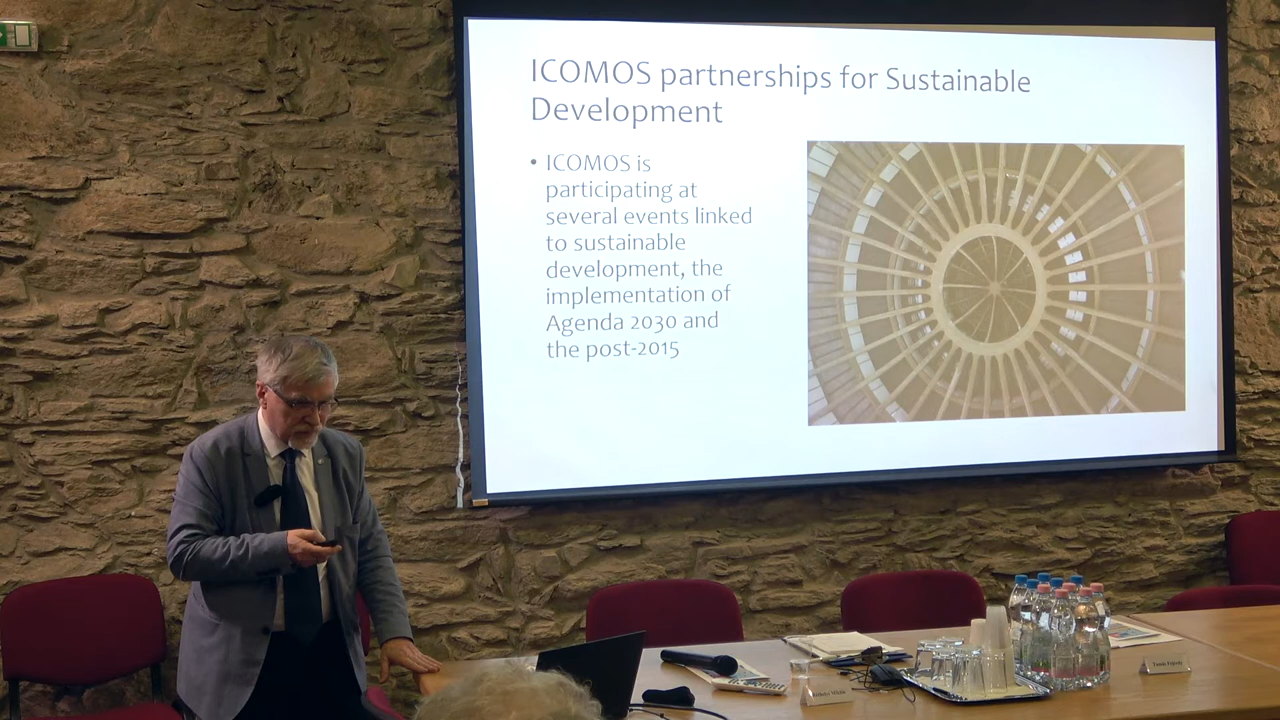 ICOMOS partnerships for Sustainable
Development
• ICOMOS is
participating at
several events linked
to sustainable
development, the
implementation of
Agenda 2030 and
the post-2015